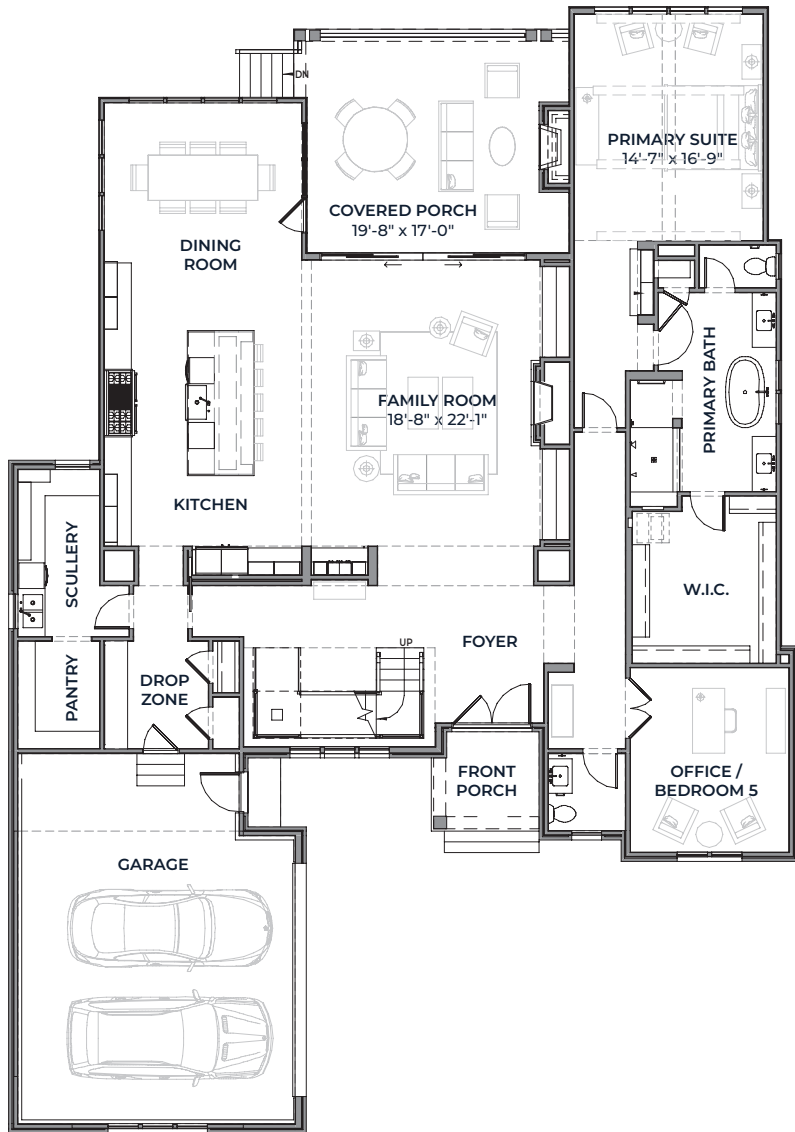 DN
PRIMARY SUITE
14'-7" x 16'-9"
COVERED PORCH
19'-8" x 17'-0"
DINING
ROOM
PRIMARY BATH
FAMILY ROOM
18'-8" x 22'-1"
KITCHEN
SCULLERY
W.I.C.
UP
FOYER
PANTRY
DROP
ZONE
FRONT
PORCH
OFFICE /
BEDROOM 5
GARAGE